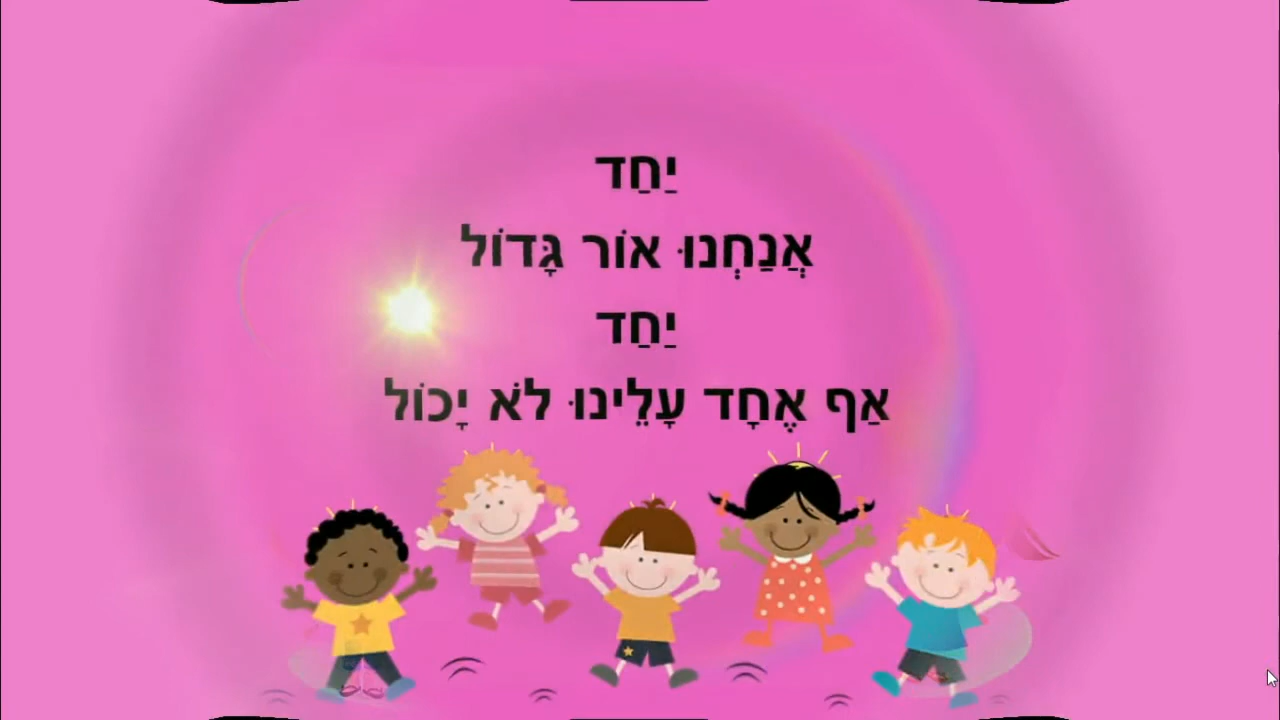 יַחַד
אֲנַחְנוּ אוֹר גָּדוֹל
יַחַד
אַף אֶחָד עָלֵינוּ לֹא יָכוֹל